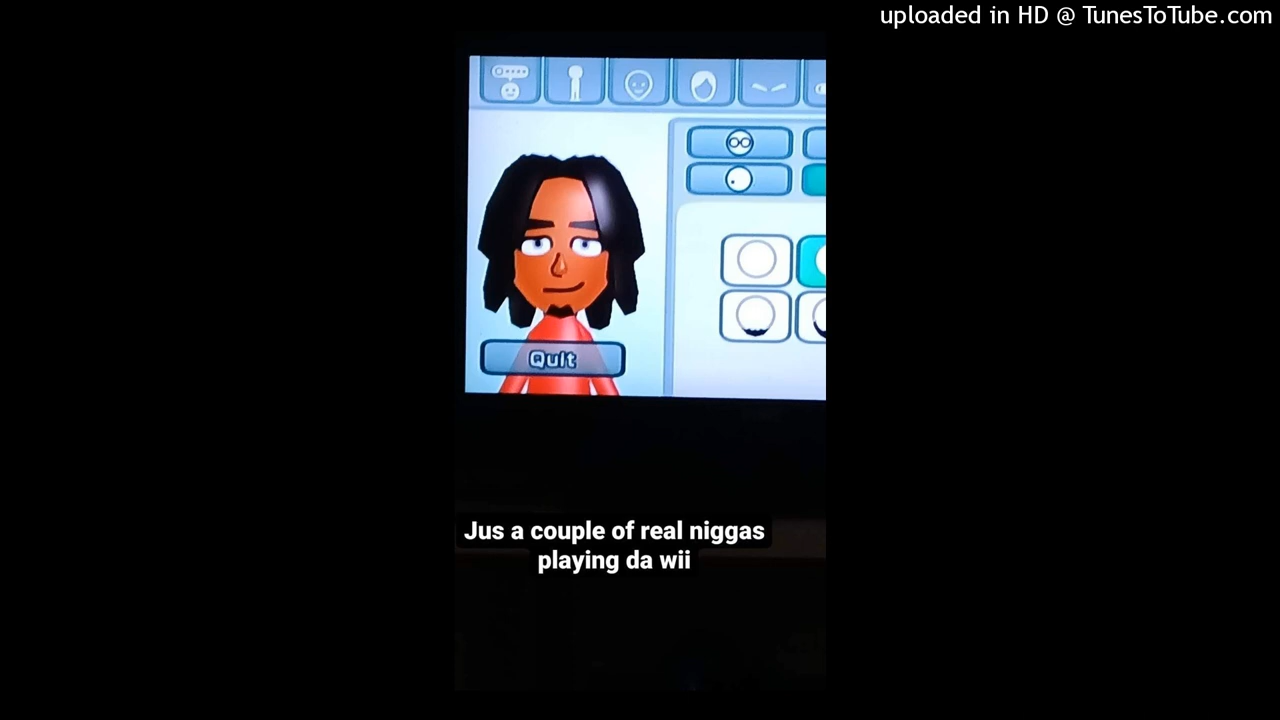 uploaded in HD @ TunesToTube.com
Quit
Jus a couple of real niggas
playing da wii